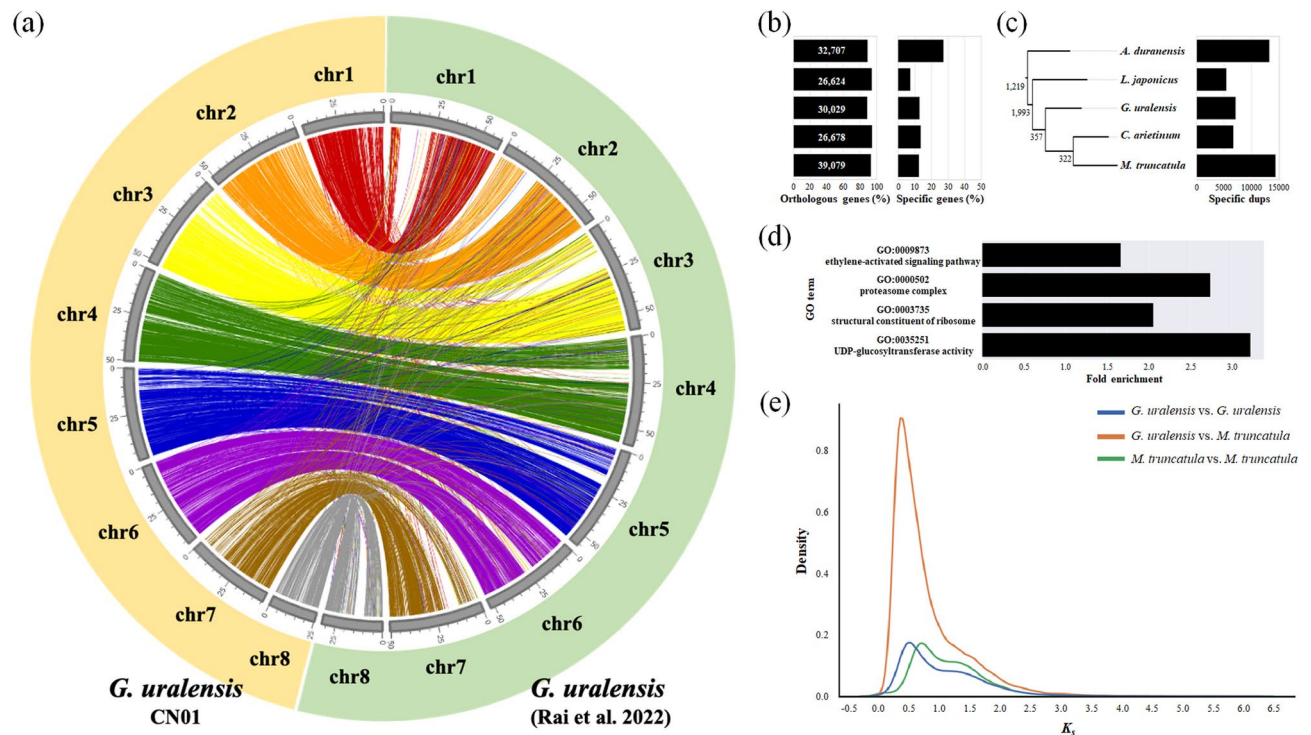 (a)
chr1
chr2
chr3
chr4
chr5
chr6
chr7
chr8
chr1
chr2
chr3
chr4
chr5
chr6
chr7
chr8
G. uralensis
CN01
G. uralensis
(Rai et al. 2022)
(b)
32,707
26,624
30,029
26,678
39,079
0 20 40 60 80 100
Orthologous genes (%)
0 10 20 30 40 50
Specific genes (%)
(c)
A. duranensis
L. japonicus
G. uralensis
C. arietinum
M. truncatula
1,219
1,993
357
322
0 5000 10000 15000
Specific dups
(d)
GO term
GO:0009873
ethylene-activated signaling pathway
GO:0000502
proteasome complex
GO:0003735
structural constituent of ribosome
GO:0035251
UDP-glucosyltransferase activity
0.0 0.5 1.0 1.5 2.0 2.5 3.0
Fold enrichment
(e)
G. uralensis vs. G. uralensis
G. uralensis vs. M. truncatula
M. truncatula vs. M. truncatula
Density
0.8
0.6
0.4
0.2
0.0
-0.5 0.0 0.5 1.0 1.5 2.0 2.5 3.0 3.5 4.0 4.5 5.0 5.5 6.0 6.5
Ks